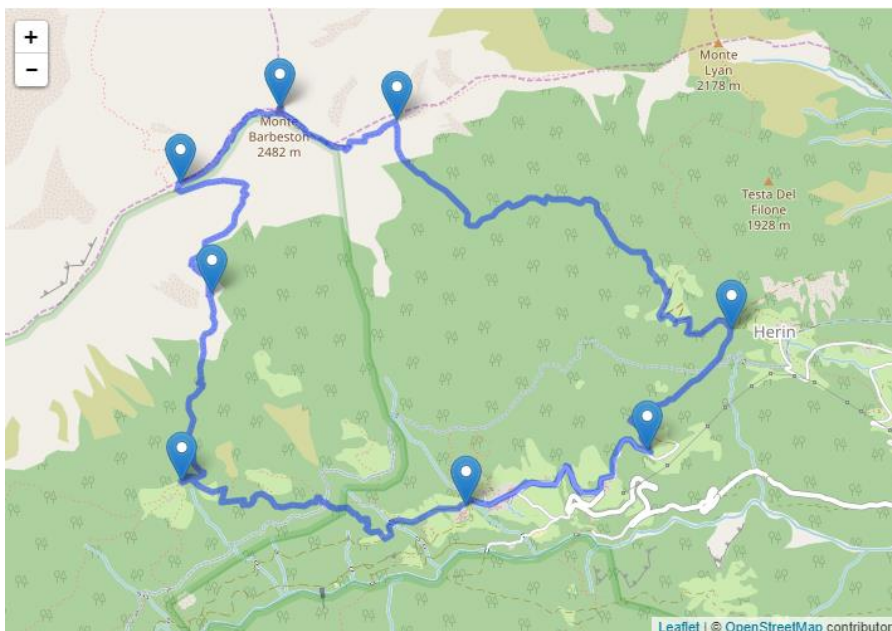 +
−
Monte
Lyan
2178 m
Monte
Barbeston
2482 m
Testa Del
Filone
1928 m
Herin
Leaflet | © OpenStreetMap contributor